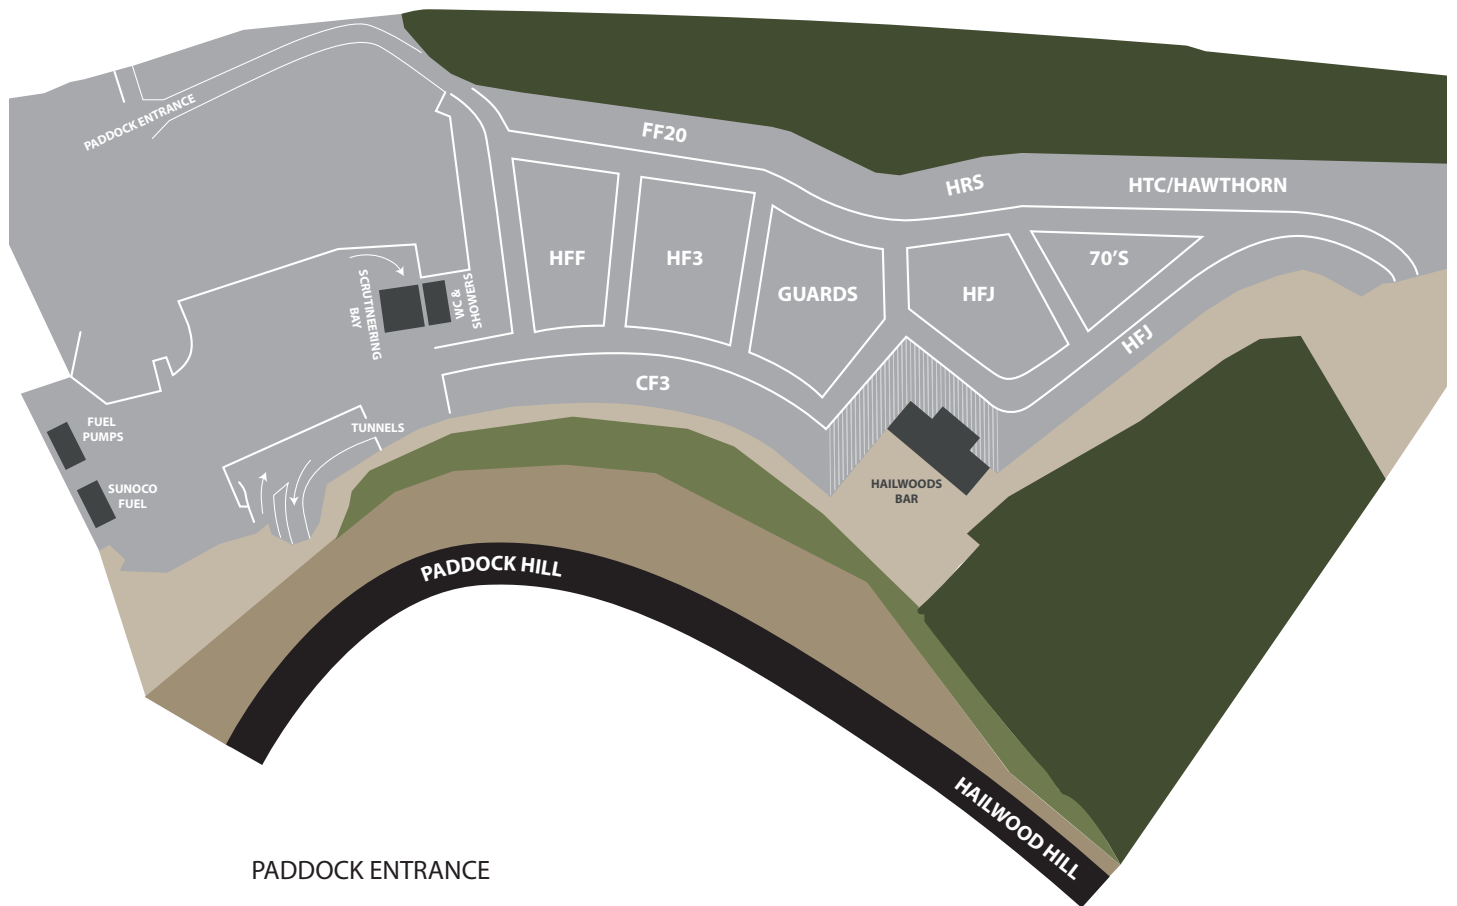 PADDOCK ENTRANCE
FF20
HRS
HTC/HAWTHORN
HFF
HF3
GUARDS
HFJ
70'S
SCRUTINEERING
BAY
SHOWERS
& WC
HFJ
CF3
FUEL
PUMPS
TUNNELS
SUNOCO
FUEL
HAILWOODS
BAR
PADDOCK HILL
HAILWOOD HILL
PADDOCK ENTRANCE